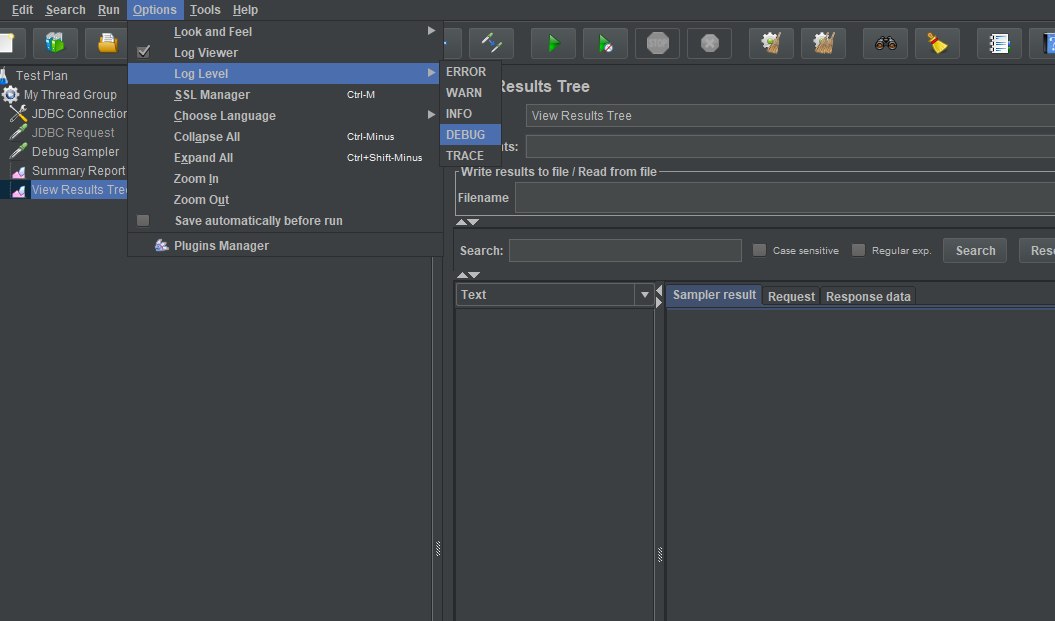 Edit Search Run Options Tools Help
Look and Feel
Log Viewer
Log Level
SSL Manager Ctrl-M
Choose Language
Collapse All Ctrl-Minus
Expand All Ctrl+Shift-Minus
Zoom In
Zoom Out
Save automatically before run
Plugins Manager
ERROR
WARN
INFO
DEBUG
TRACE
Test Plan
My Thread Group
JDBC Connection
JDBC Request
Debug Sampler
Summary Report
View Results Tree
STOP
Results Tree
View Results Tree
ts:
Write results to file / Read from file
Filename
Search: Case sensitive Regular exp. Search Rese
Text
Sampler result Request Response data